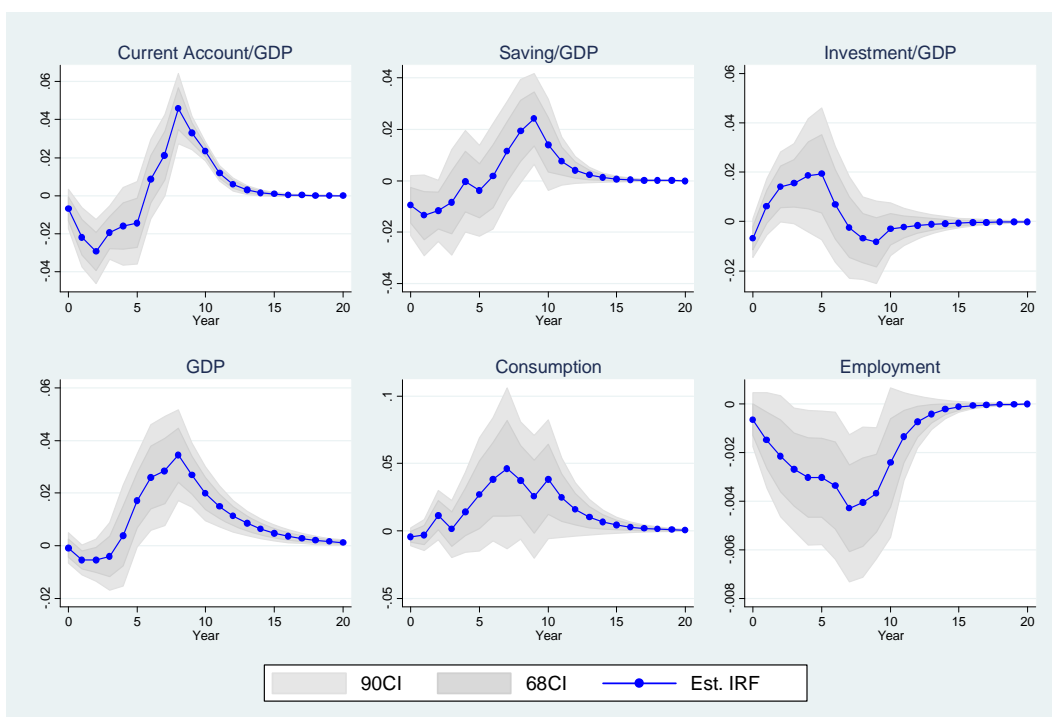 Current Account/GDP
.06
.04
.02
0
-.02
-.04
0 5 10 15 20
Year
Saving/GDP
.04
.02
0
-.02
-.04
0 5 10 15 20
Year
Investment/GDP
.06
.04
.02
0
-.02
0 5 10 15 20
Year
GDP
.06
.04
.02
0
-.02
0 5 10 15 20
Year
Consumption
.1
.05
0
-.05
0 5 10 15 20
Year
Employment
0
-.002
-.004
-.006
-.008
0 5 10 15 20
Year
90CI 68CI Est. IRF